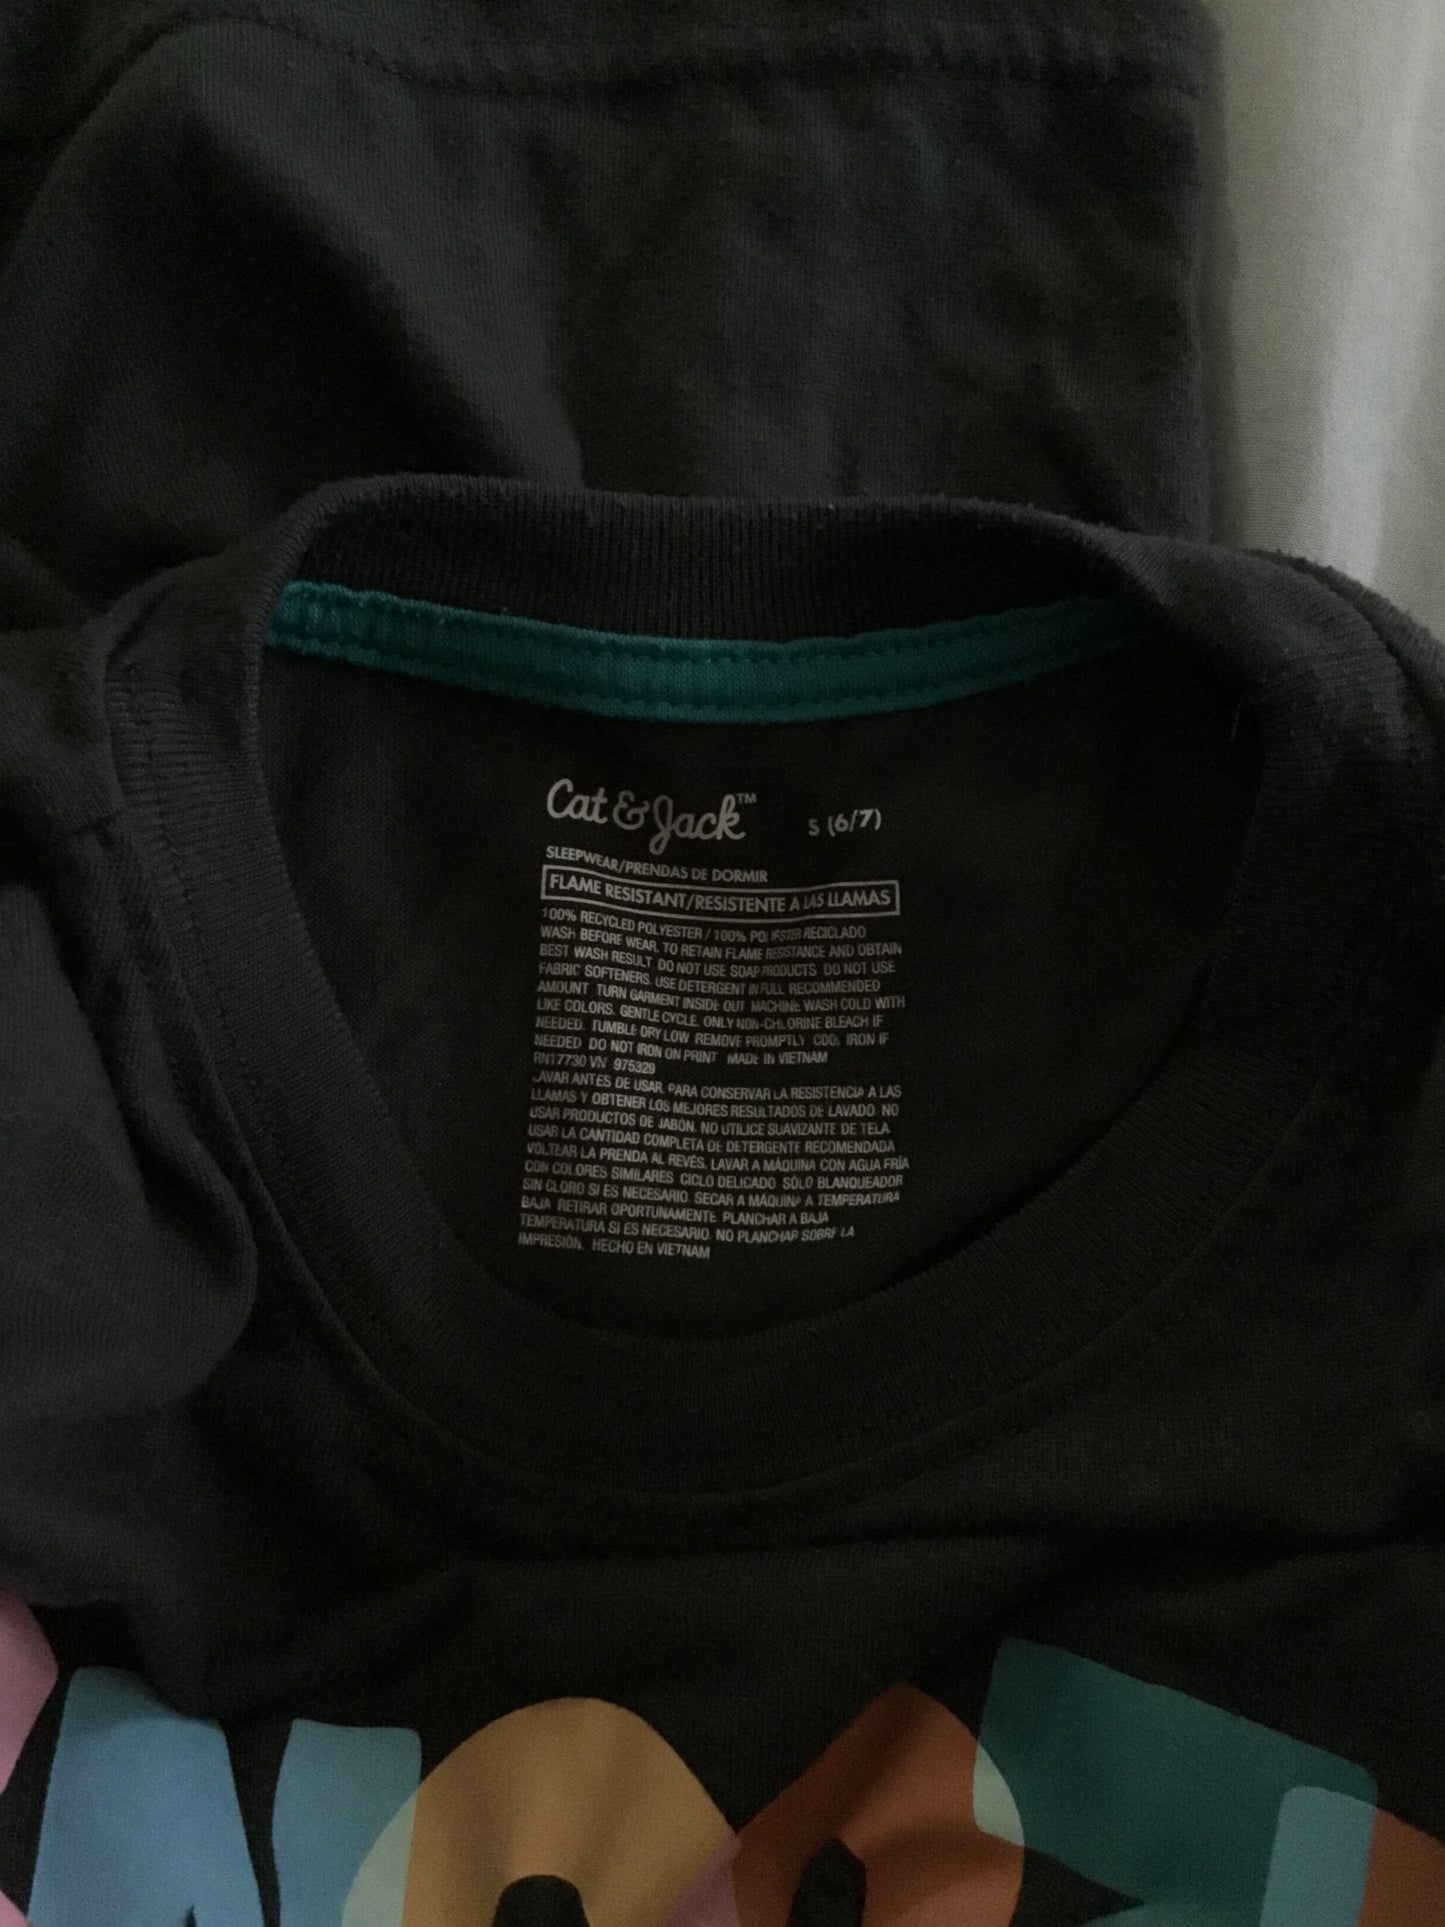 Cat & Jack™ S (6/7)
SLEEPWEAR/PRENDAS DE DORMIR
FLAME RESISTANT/RESISTENTE A LAS LLAMAS
100% RECYCLED POLYESTER / 100% POLIESTER RECICLADO
WASH BEFORE WEAR. TO RETAIN FLAME RESISTANCE AND OBTAIN
BEST WASH RESULT DO NOT USE SOAP PRODUCTS DO NOT USE
FABRIC SOFTENERS. USE DETERGENT IN FULL RECOMMENDED
AMOUNT TURN GARMENT INSIDE OUT MACHINE WASH COLD WITH
LIKE COLORS. GENTLE CYCLE. ONLY NON-CHLORINE BLEACH IF
NEEDED. TUMBLE DRY LOW REMOVE PROMPTLY COOL IRON IF
NEEDED DO NOT IRON ON PRINT MADE IN VIETNAM
RN17730 VN 975329
LAVAR ANTES DE USAR. PARA CONSERVAR LA RESISTENCIA A LAS
LLAMAS Y OBTENER LOS MEJORES RESULTADOS DE LAVADO NO
USAR PRODUCTOS DE JABÓN. NO UTILICE SUAVIZANTE DE TELA
USAR LA CANTIDAD COMPLETA DE DETERGENTE RECOMENDADA
VOLTEAR LA PRENDA AL REVÉS. LAVAR A MÁQUINA CON AGUA FRÍA
CON COLORES SIMILARES CICLO DELICADO SÓLO BLANQUEADOR
SIN CLORO SI ES NECESARIO. SECAR A MÁQUINA A TEMPERATURA
BAJA RETIRAR OPORTUNAMENTE PLANCHAR A BAJA
TEMPERATURA SI ES NECESARIO. NO PLANCHAR SOBRE LA
IMPRESIÓN. HECHO EN VIETNAM